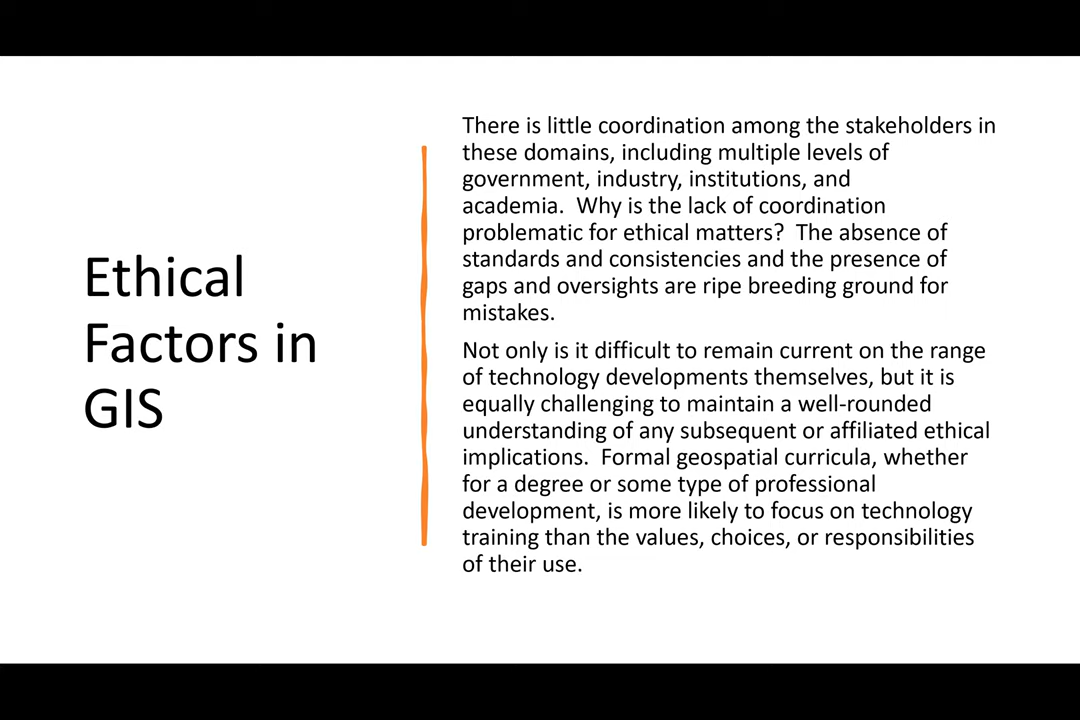 Ethical
Factors in
GIS
There is little coordination among the stakeholders in
these domains, including multiple levels of
government, industry, institutions, and
academia.  Why is the lack of coordination
problematic for ethical matters?  The absence of
standards and consistencies and the presence of
gaps and oversights are ripe breeding ground for
mistakes.
Not only is it difficult to remain current on the range
of technology developments themselves, but it is
equally challenging to maintain a well-rounded
understanding of any subsequent or affiliated ethical
implications.  Formal geospatial curricula, whether
for a degree or some type of professional
development, is more likely to focus on technology
training than the values, choices, or responsibilities
of their use.